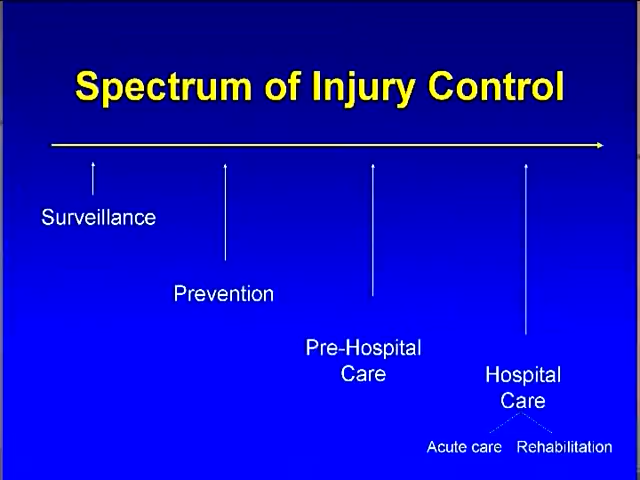 Spectrum of Injury Control
Surveillance
Prevention
Pre-Hospital
Care
Hospital
Care
Acute care
Rehabilitation